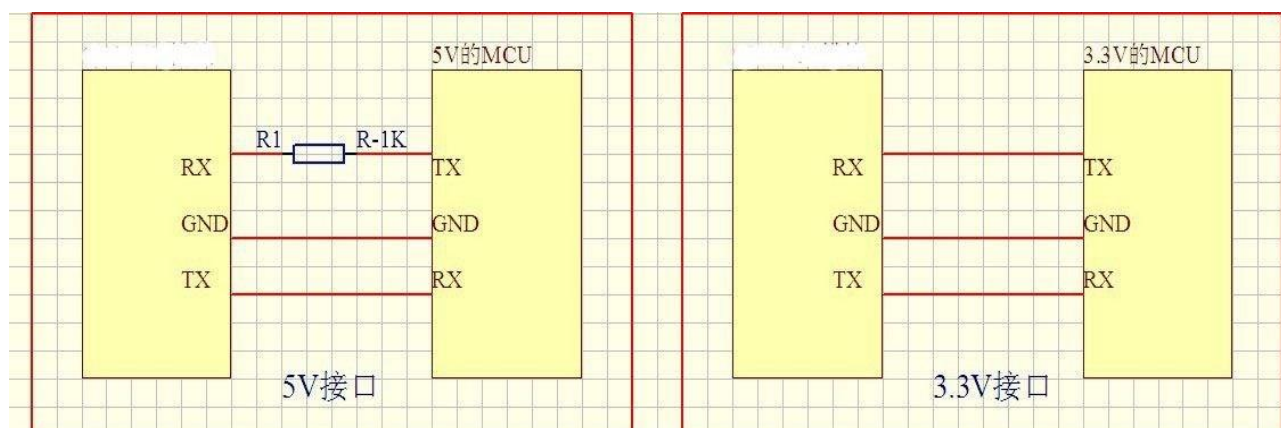 5V的MCU
R1 R-1K
RX TX
GND GND
TX RX
5V接口
3.3V的MCU
RX TX
GND GND
TX RX
3.3V接口